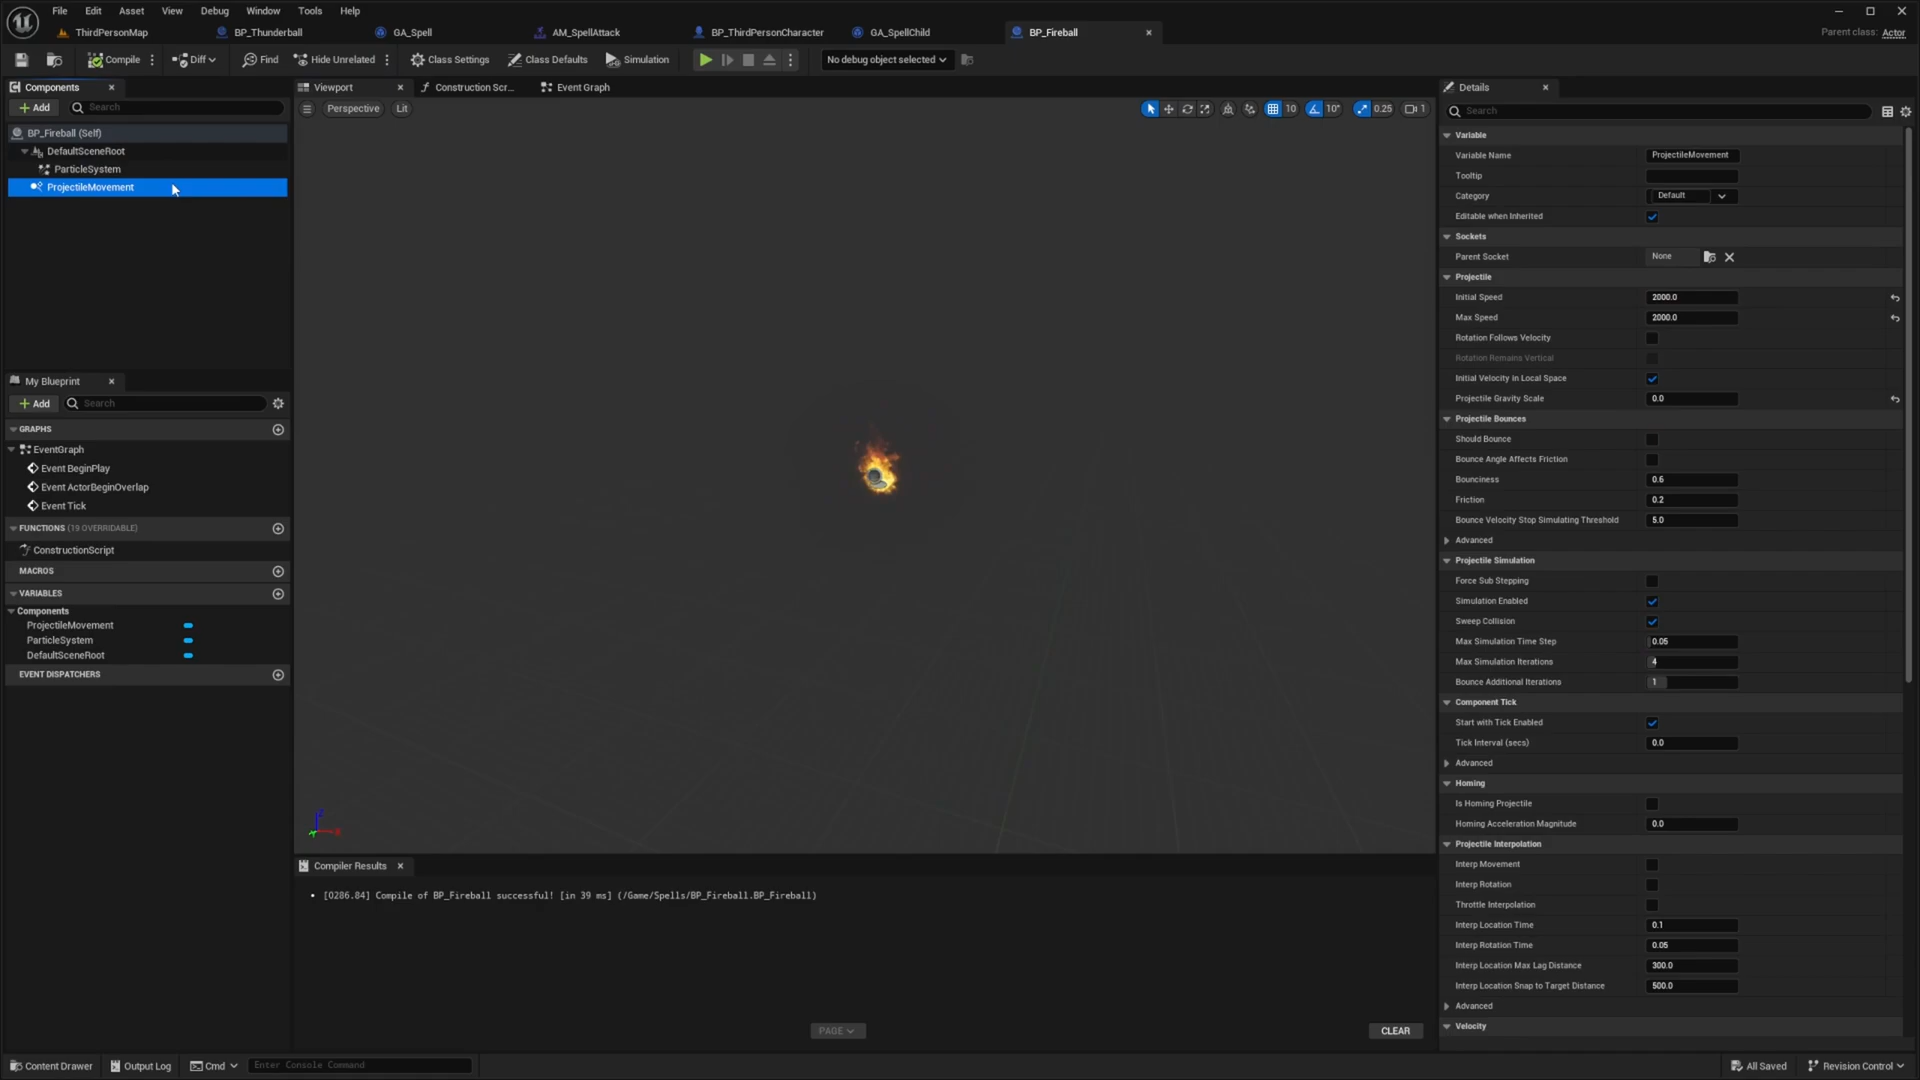 File Edit Asset View Debug Window Tools Help
ThirdPersonMap BP_Thunderball GA_Spell AM_SpellAttack BP_ThirdPersonCharacter GA_SpellChild BP_Fireball Parent class: Actor
Compile Diff Find Hide Unrelated Class Settings Class Defaults Simulation No debug object selected
Components
Add Search
BP_Fireball (Self)
DefaultSceneRoot
ParticleSystem
ProjectileMovement
My Blueprint
Add Search
GRAPHS
EventGraph
Event BeginPlay
Event ActorBeginOverlap
Event Tick
FUNCTIONS (19 OVERRIDABLE)
ConstructionScript
MACROS
VARIABLES
Components
ProjectileMovement
ParticleSystem
DefaultSceneRoot
EVENT DISPATCHERS
Viewport Construction Scr... Event Graph
Perspective Lit 10 10° 0.25 1
Compiler Results
[0286.84] Compile of BP_Fireball successful! [in 39 ms] (/Game/Spells/BP_Fireball.BP_Fireball)
PAGE CLEAR
Details
Search
Variable
Variable Name ProjectileMovement
Tooltip
Category Default
Editable when Inherited
Sockets
Parent Socket None
Projectile
Initial Speed 2000.0
Max Speed 2000.0
Rotation Follows Velocity
Rotation Remains Vertical
Initial Velocity in Local Space
Projectile Gravity Scale 0.0
Projectile Bounces
Should Bounce
Bounce Angle Affects Friction
Bounciness 0.6
Friction 0.2
Bounce Velocity Stop Simulating Threshold 5.0
Advanced
Projectile Simulation
Force Sub Stepping
Simulation Enabled
Sweep Collision
Max Simulation Time Step 0.05
Max Simulation Iterations 4
Bounce Additional Iterations 1
Component Tick
Start with Tick Enabled
Tick Interval (secs) 0.0
Advanced
Homing
Is Homing Projectile
Homing Acceleration Magnitude 0.0
Projectile Interpolation
Interp Movement
Interp Rotation
Throttle Interpolation
Interp Location Time 0.1
Interp Rotation Time 0.05
Interp Location Max Lag Distance 300.0
Interp Location Snap to Target Distance 500.0
Advanced
Velocity
Content Drawer Output Log Cmd Enter Console Command All Saved Revision Control